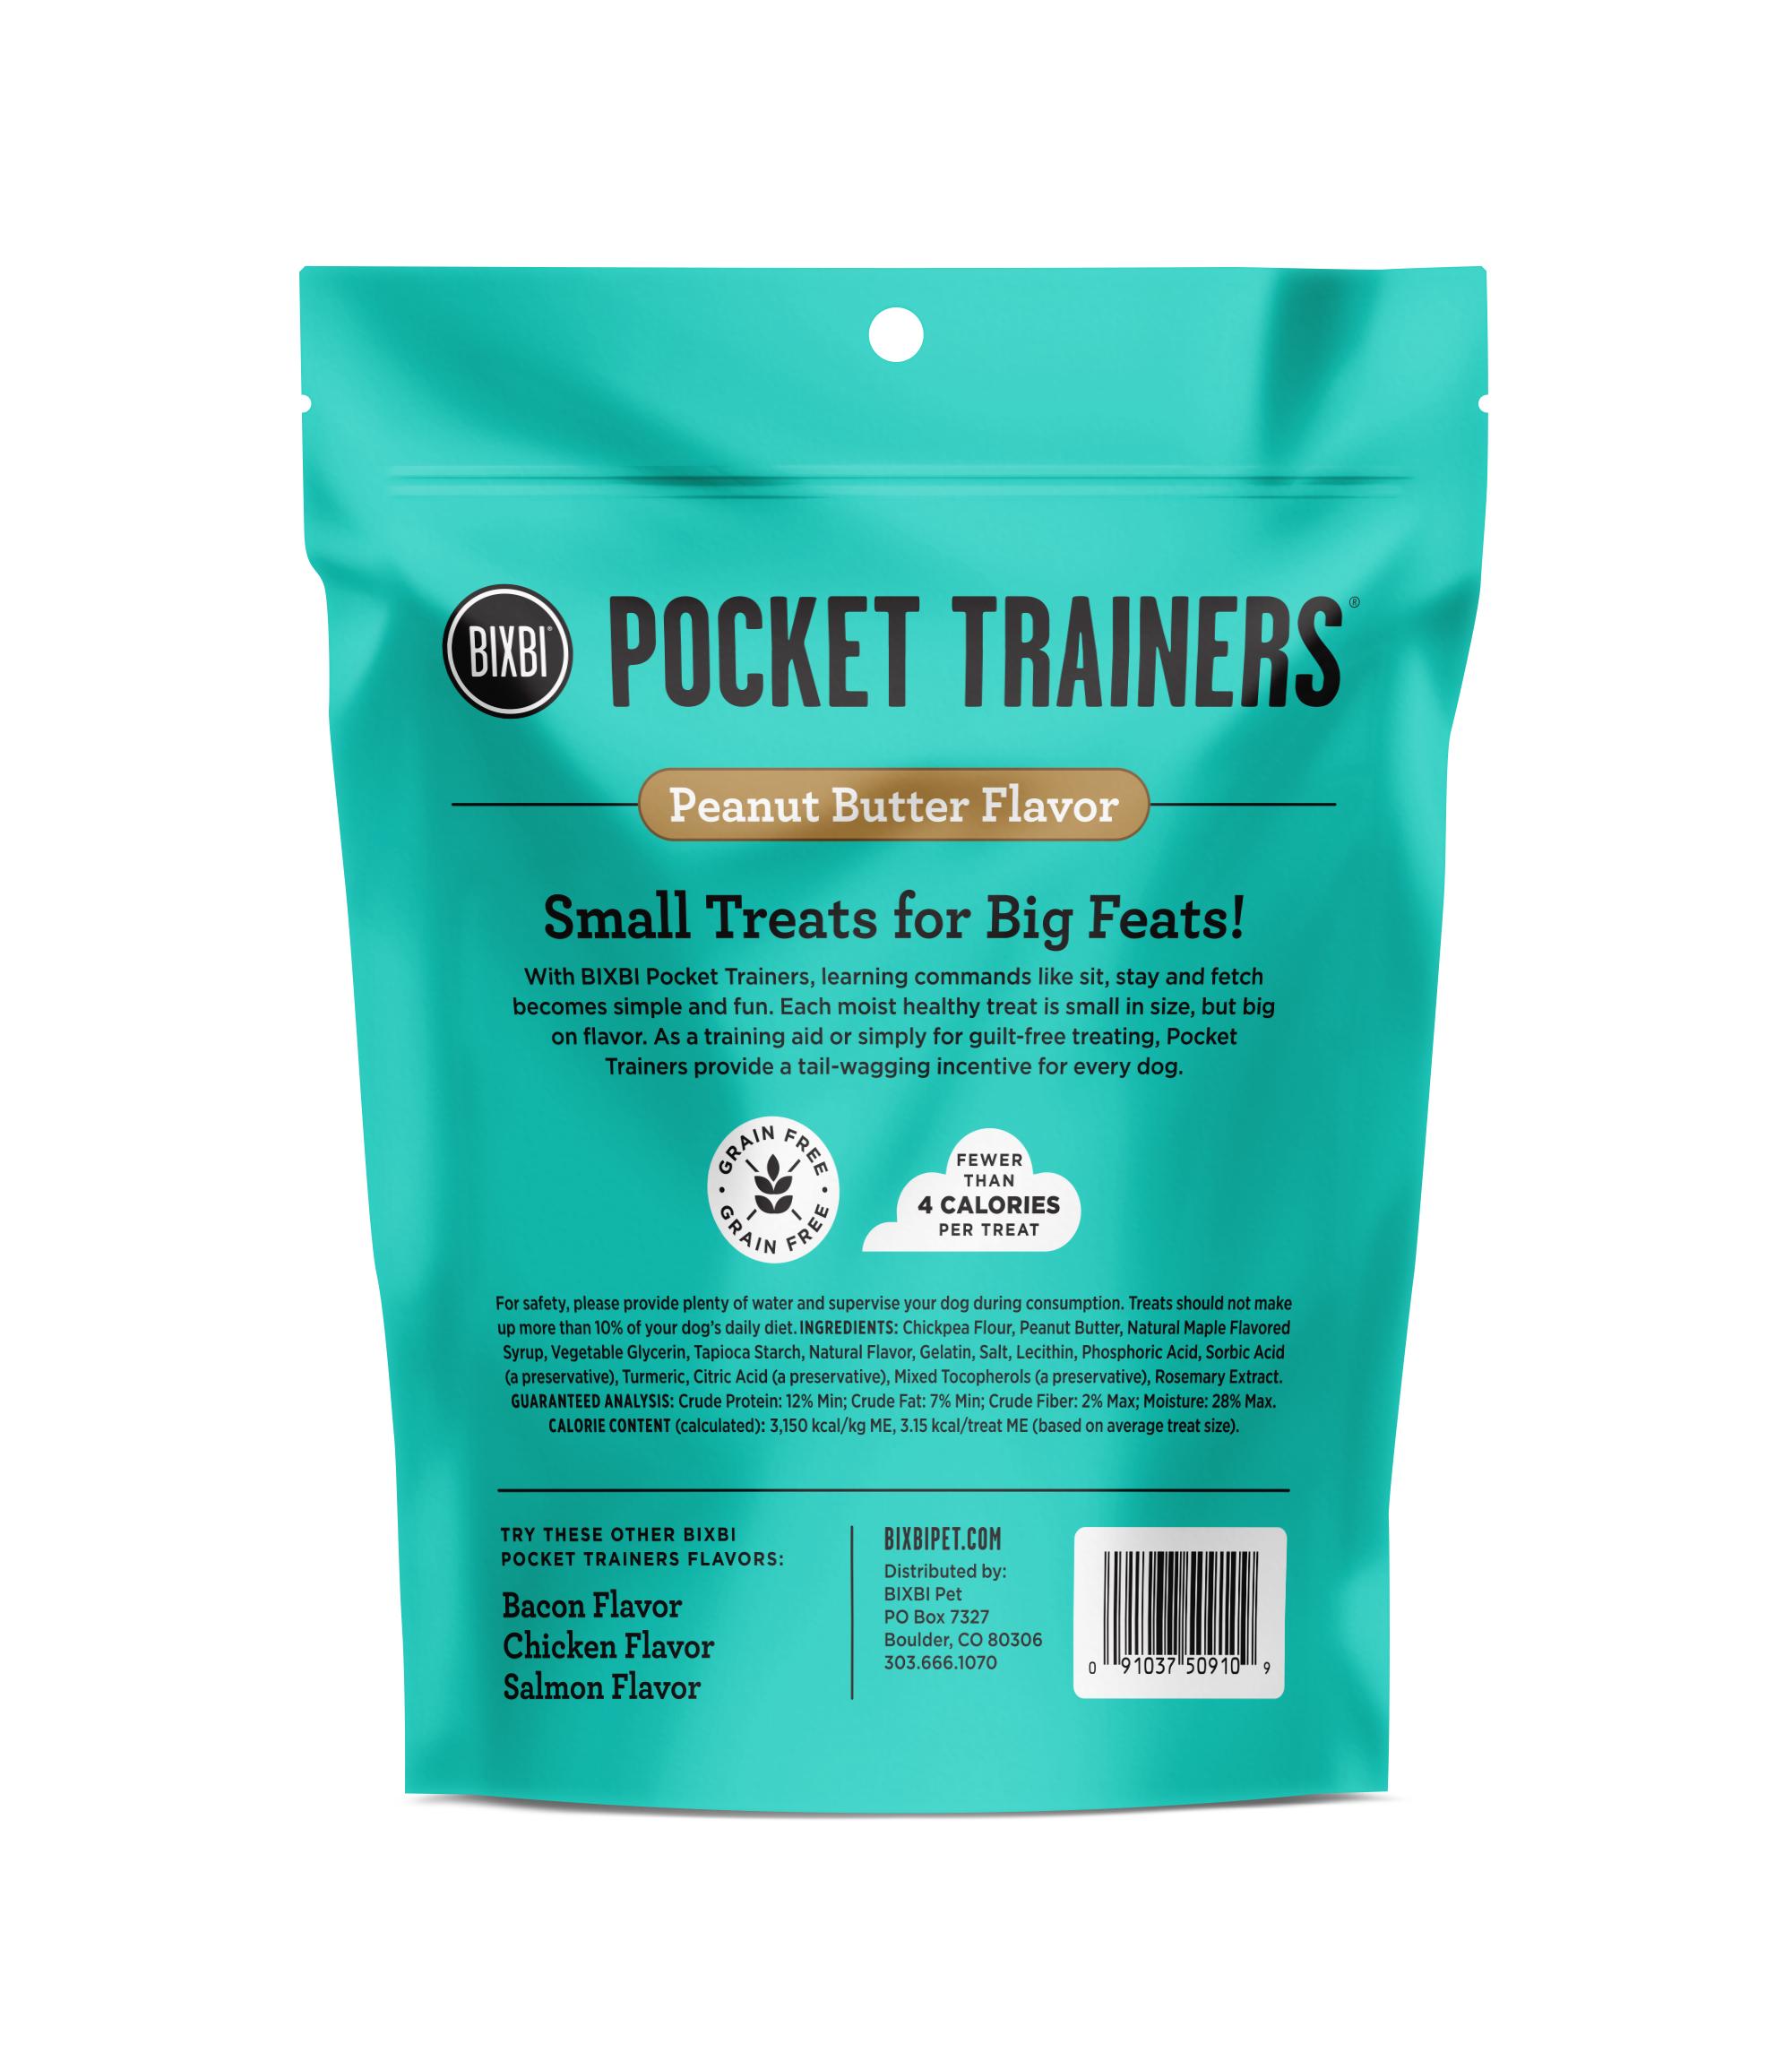 BIXBI®
POCKET TRAINERS®
Peanut Butter Flavor
Small Treats for Big Feats!
With BIXBI Pocket Trainers, learning commands like sit, stay and fetch
becomes simple and fun. Each moist healthy treat is small in size, but big
on flavor. As a training aid or simply for guilt-free treating, Pocket
Trainers provide a tail-wagging incentive for every dog.
GRAIN FREE
GRAIN FREE
FEWER
THAN
4 CALORIES
PER TREAT
For safety, please provide plenty of water and supervise your dog during consumption. Treats should not make
up more than 10% of your dog's daily diet. INGREDIENTS: Chickpea Flour, Peanut Butter, Natural Maple Flavored
Syrup, Vegetable Glycerin, Tapioca Starch, Natural Flavor, Gelatin, Salt, Lecithin, Phosphoric Acid, Sorbic Acid
(a preservative), Turmeric, Citric Acid (a preservative), Mixed Tocopherols (a preservative), Rosemary Extract.
GUARANTEED ANALYSIS: Crude Protein: 12% Min; Crude Fat: 7% Min; Crude Fiber: 2% Max; Moisture: 28% Max.
CALORIE CONTENT (calculated): 3,150 kcal/kg ME, 3.15 kcal/treat ME (based on average treat size).
TRY THESE OTHER BIXBI
POCKET TRAINERS FLAVORS:
Bacon Flavor
Chicken Flavor
Salmon Flavor
BIXBIPET.COM
Distributed by:
BIXBI Pet
PO Box 7327
Boulder, CO 80306
303.666.1070
0 91037 50910 9